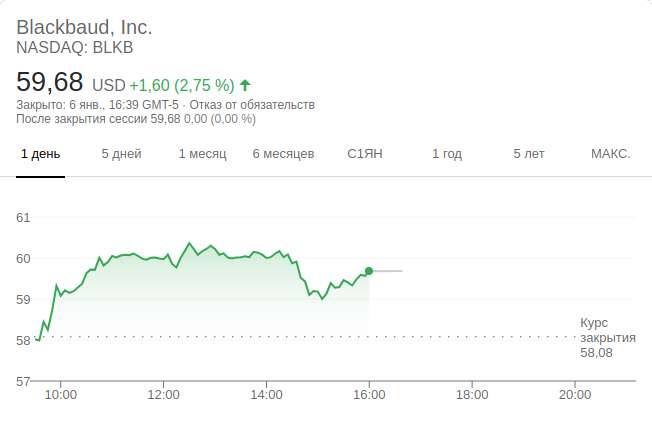 Blackbaud, Inc.
NASDAQ: BLKB
59,68 USD +1,60 (2,75 %)
Закрыто: 6 янв., 16:39 GMT-5 · Отказ от обязательств
После закрытия сессии 59,68 0,00 (0,00 %)
1 день 5 дней 1 месяц 6 месяцев С1ЯН 1 год 5 лет МАКС.
61
60
59
58
57
Курс
закрытия
58,08
10:00 12:00 14:00 16:00 18:00 20:00